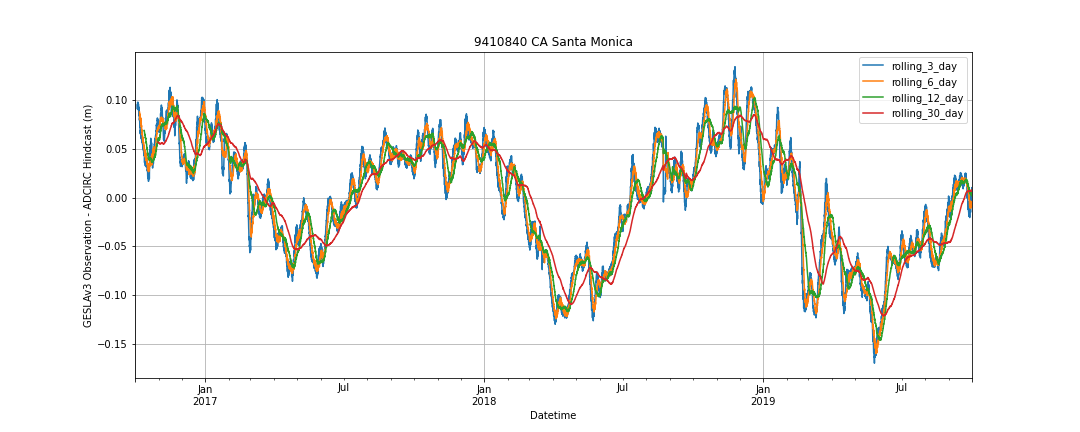 9410840 CA Santa Monica
rolling_3_day
rolling_6_day
rolling_12_day
rolling_30_day
GESLAv3 Observation - ADCIRC Hindcast (m)
0.10
0.05
0.00
−0.05
−0.10
−0.15
Jan
2017
Jul
Jan
2018
Jul
Jan
2019
Jul
Datetime